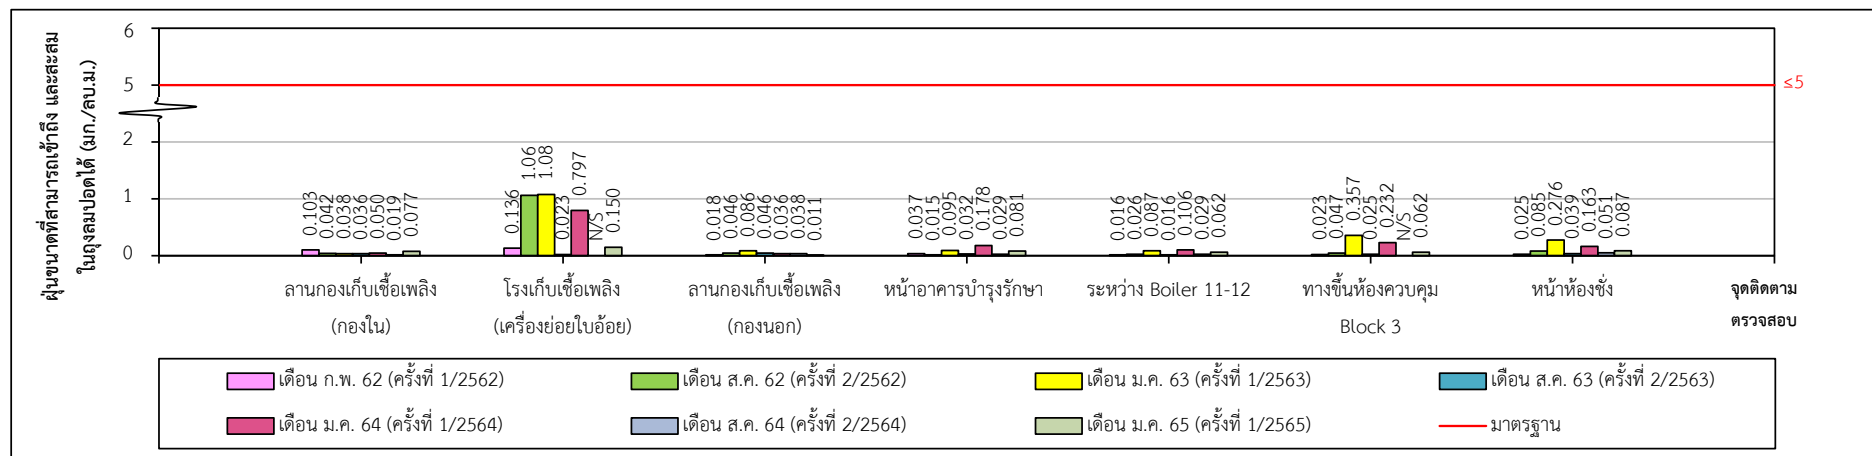 ฝุ่นขนาดที่สามารถเข้าถึง และสะสม
ในถุงลมปอดได้ (มก./ลบ.ม.)
6
5
2
1
0
≤5
0.103 0.042 0.038 0.036 0.050 0.019 0.077
0.136 1.06 1.08 0.023 0.797 N/S 0.150
0.018 0.046 0.086 0.046 0.036 0.038 0.011
0.037 0.015 0.095 0.032 0.178 0.029 0.081
0.016 0.026 0.087 0.016 0.106 0.029 0.062
0.023 0.047 0.357 0.025 0.232 N/S 0.062
0.025 0.085 0.276 0.039 0.163 0.051 0.087
ลานกองเก็บเชื้อเพลิง
(กองใน)
โรงเก็บเชื้อเพลิง
(เครื่องย่อยใบอ้อย)
ลานกองเก็บเชื้อเพลิง
(กองนอก)
หน้าอาคารบำรุงรักษา
ระหว่าง Boiler 11-12
ทางขึ้นห้องควบคุม
Block 3
หน้าห้องชั่ง
จุดติดตาม
ตรวจสอบ
เดือน ก.พ. 62 (ครั้งที่ 1/2562)
เดือน ส.ค. 62 (ครั้งที่ 2/2562)
เดือน ม.ค. 63 (ครั้งที่ 1/2563)
เดือน ส.ค. 63 (ครั้งที่ 2/2563)
เดือน ม.ค. 64 (ครั้งที่ 1/2564)
เดือน ส.ค. 64 (ครั้งที่ 2/2564)
เดือน ม.ค. 65 (ครั้งที่ 1/2565)
มาตรฐาน